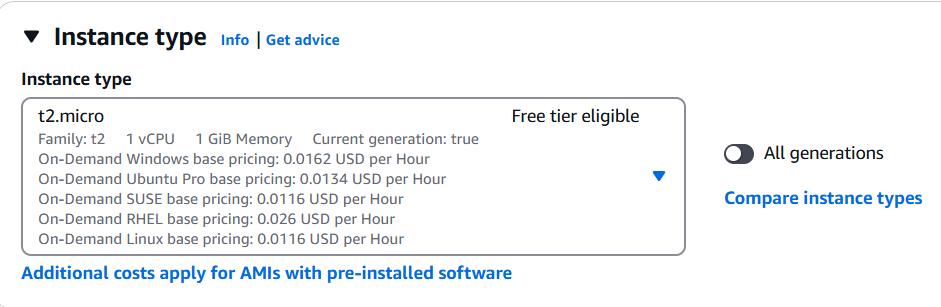 Instance type Info | Get advice
Instance type
t2.micro Free tier eligible
Family: t2 1 vCPU 1 GiB Memory Current generation: true
On-Demand Windows base pricing: 0.0162 USD per Hour
On-Demand Ubuntu Pro base pricing: 0.0134 USD per Hour
On-Demand SUSE base pricing: 0.0116 USD per Hour
On-Demand RHEL base pricing: 0.026 USD per Hour
On-Demand Linux base pricing: 0.0116 USD per Hour
All generations
Compare instance types
Additional costs apply for AMIs with pre-installed software